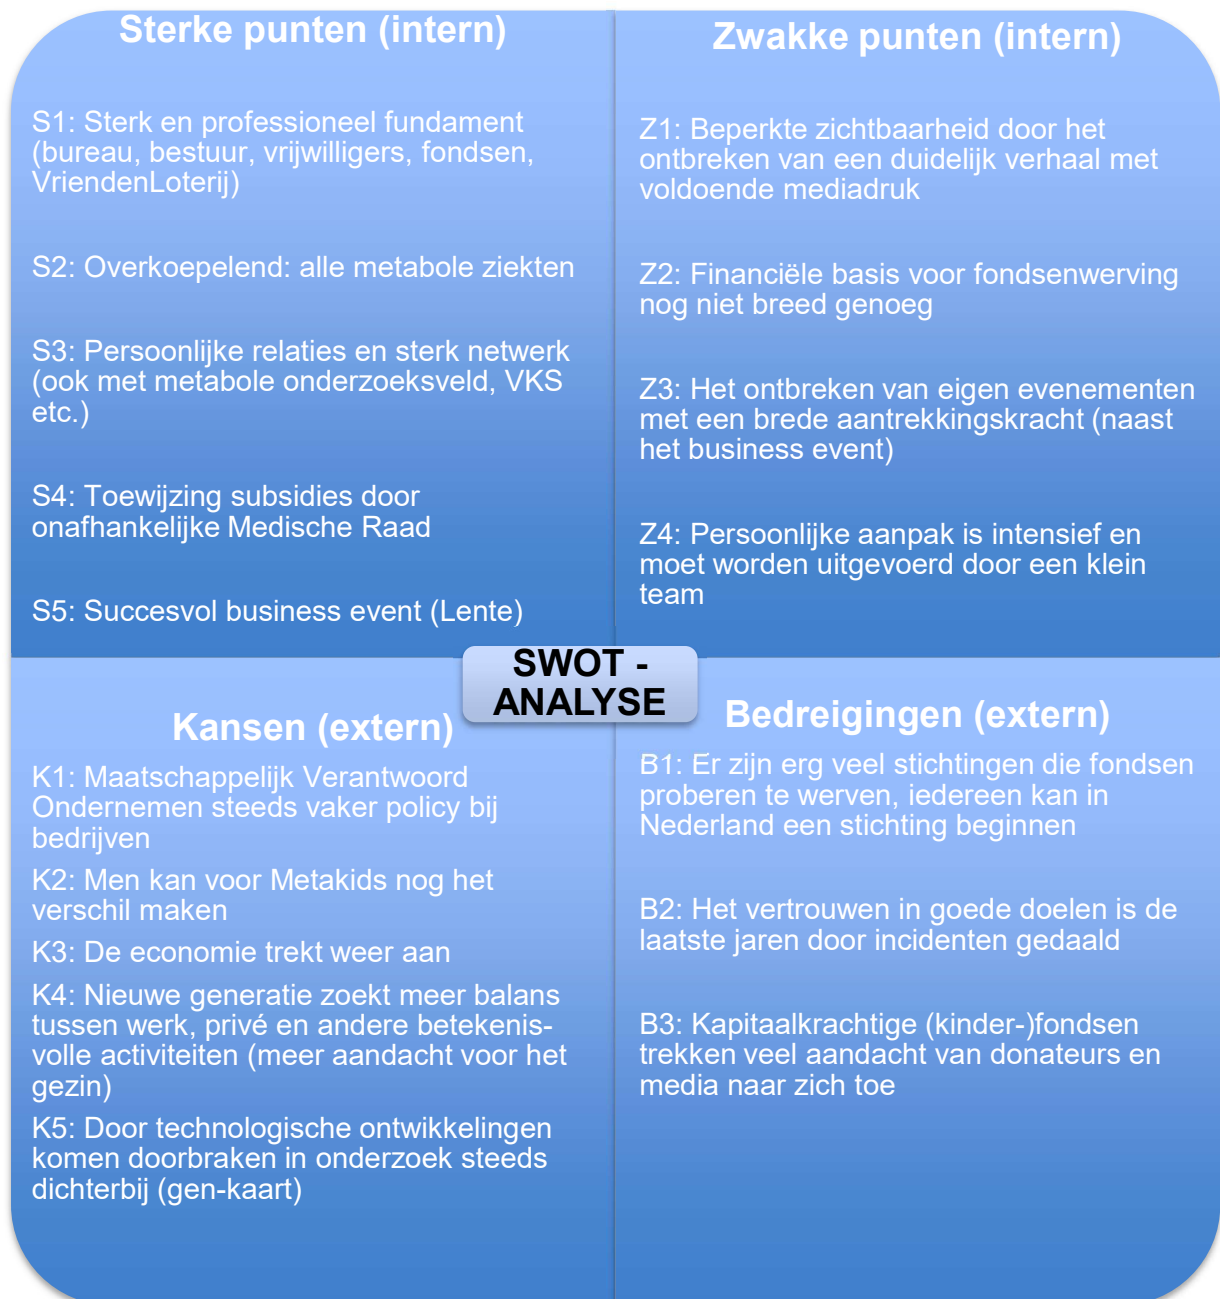 Sterke punten (intern)
S1: Sterk en professioneel fundament
(bureau, bestuur, vrijwilligers, fondsen,
VriendenLoterij)
S2: Overkoepelend: alle metabole ziekten
S3: Persoonlijke relaties en sterk netwerk
(ook met metabole onderzoeksveld, VKS
etc.)
S4: Toewijzing subsidies door
onafhankelijke Medische Raad
S5: Succesvol business event (Lente)
Zwakke punten (intern)
Z1: Beperkte zichtbaarheid door het
ontbreken van een duidelijk verhaal met
voldoende mediadruk
Z2: Financiële basis voor fondsenwerving
nog niet breed genoeg
Z3: Het ontbreken van eigen evenementen
met een brede aantrekkingskracht (naast
het business event)
Z4: Persoonlijke aanpak is intensief en
moet worden uitgevoerd door een klein
team
SWOT -
ANALYSE
Kansen (extern)
K1: Maatschappelijk Verantwoord
Ondernemen steeds vaker policy bij
bedrijven
K2: Men kan voor Metakids nog het
verschil maken
K3: De economie trekt weer aan
K4: Nieuwe generatie zoekt meer balans
tussen werk, privé en andere betekenis-
volle activiteiten (meer aandacht voor het
gezin)
K5: Door technologische ontwikkelingen
komen doorbraken in onderzoek steeds
dichterbij (gen-kaart)
Bedreigingen (extern)
B1: Er zijn erg veel stichtingen die fondsen
proberen te werven, iedereen kan in
Nederland een stichting beginnen
B2: Het vertrouwen in goede doelen is de
laatste jaren door incidenten gedaald
B3: Kapitaalkrachtige (kinder-)fondsen
trekken veel aandacht van donateurs en
media naar zich toe